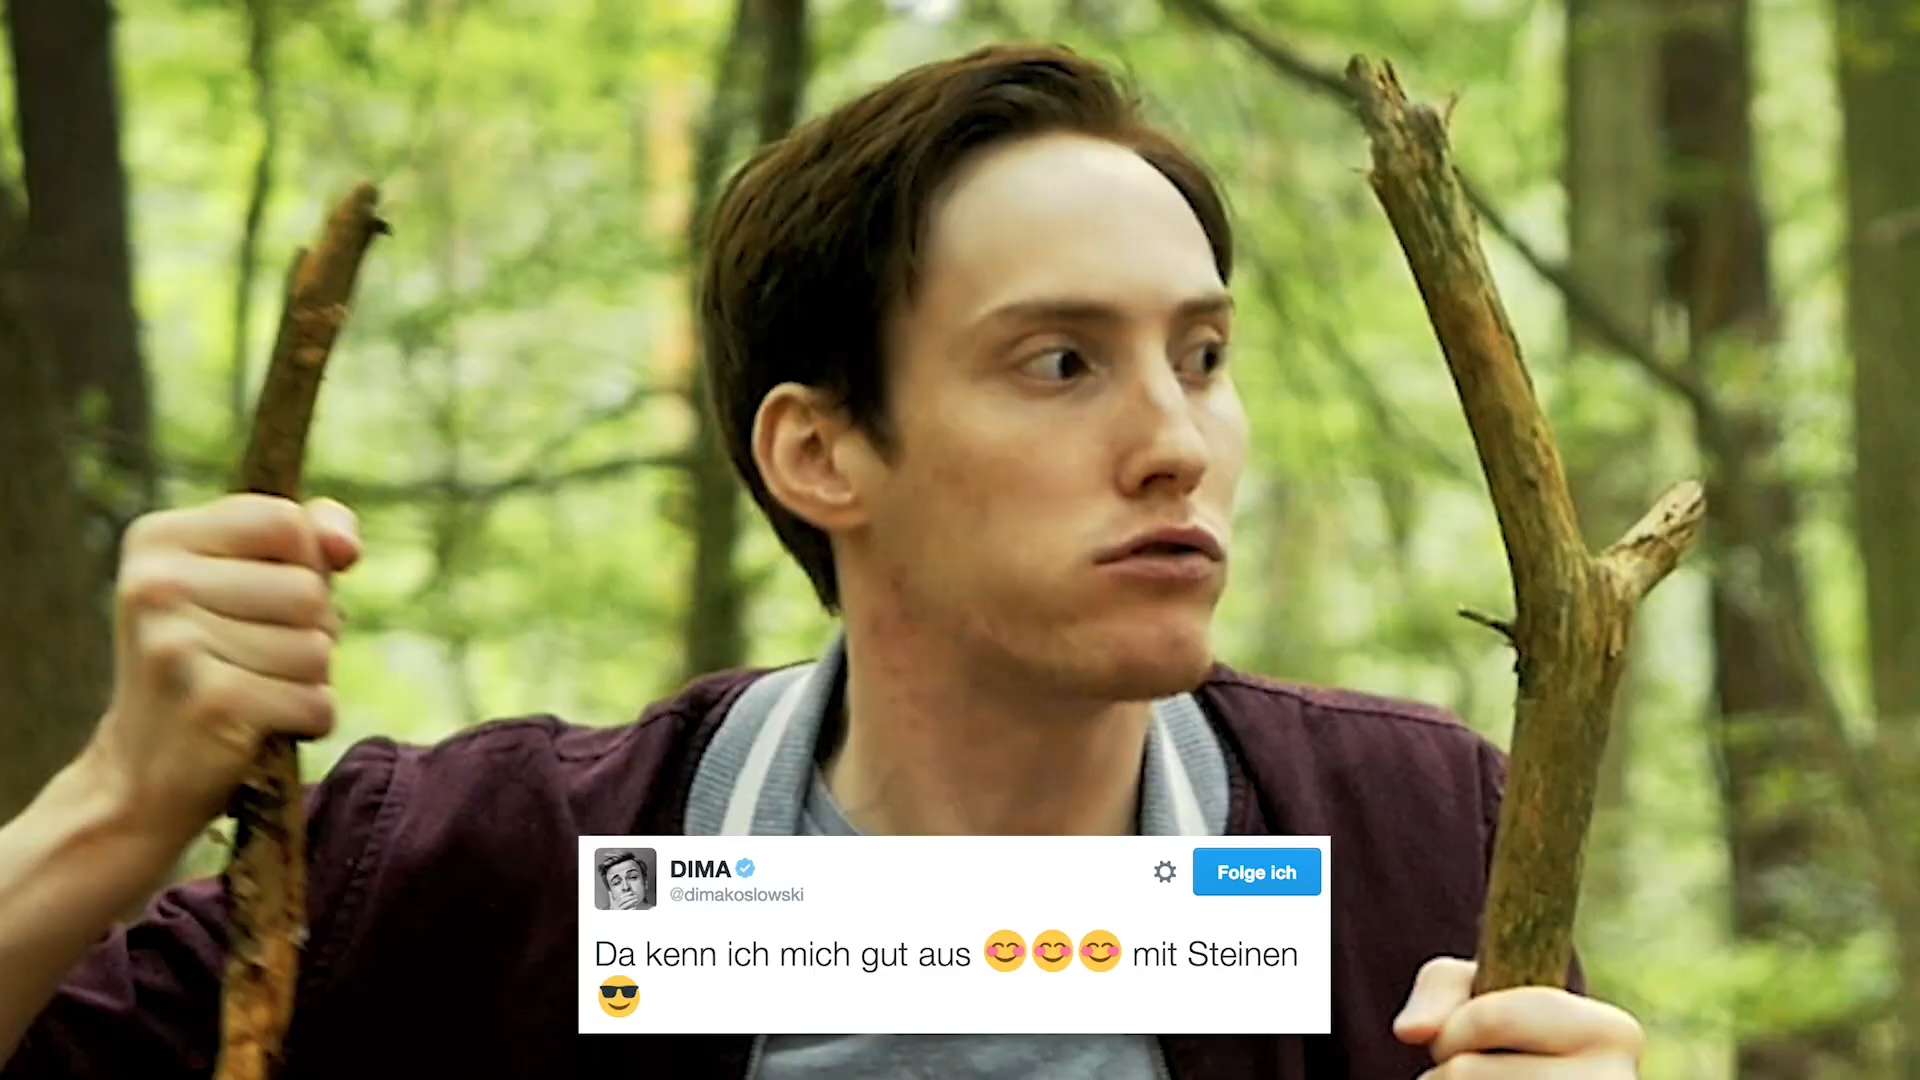 DIMA
@dimakoslowski
Folge ich
Da kenn ich mich gut aus 😊😊😊 mit Steinen
😎